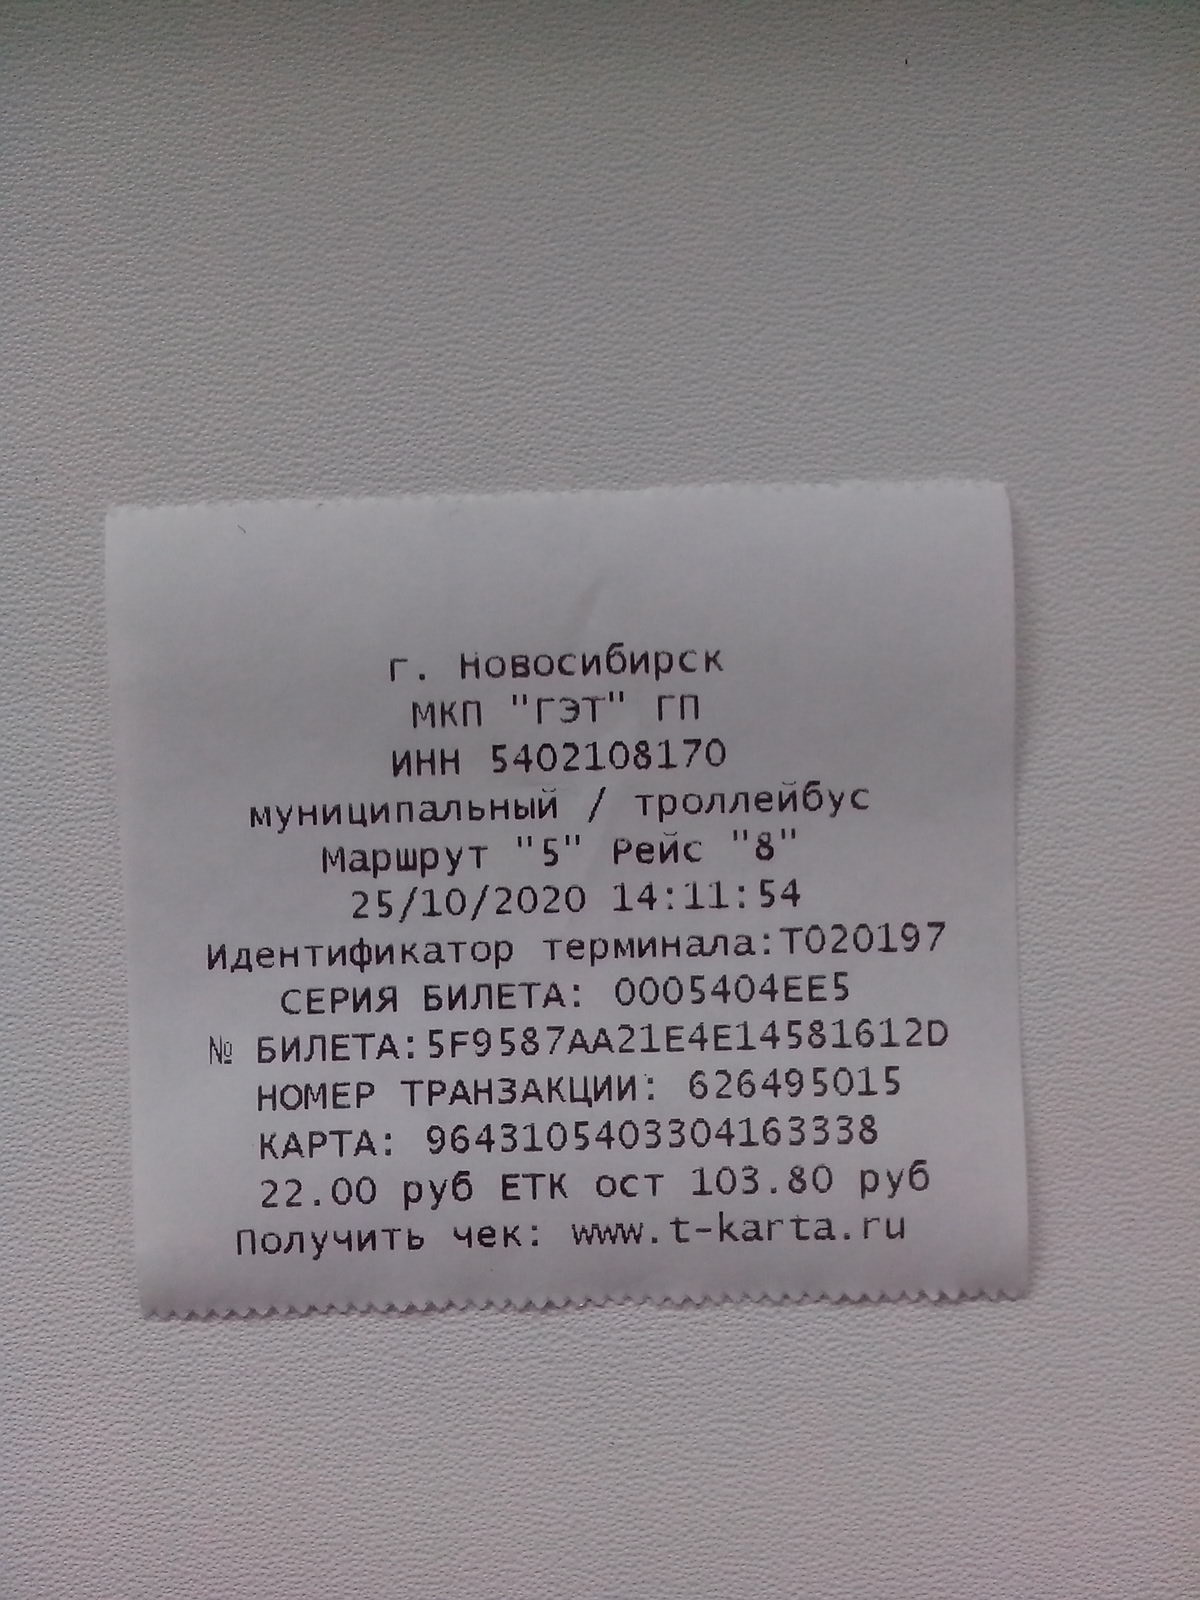 г. Новосибирск
МКП "ГЭТ" ГП
ИНН 5402108170
муниципальный / троллейбус
Маршрут "5" Рейс "8"
25/10/2020 14:11:54
Идентификатор терминала:T020197
СЕРИЯ БИЛЕТА: 0005404EE5
№ БИЛЕТА:5F9587AA21E4E14581612D
НОМЕР ТРАНЗАКЦИИ: 626495015
КАРТА: 9643105403304163338
22.00 руб ЕТК ост 103.80 руб
Получить чек: www.t-karta.ru